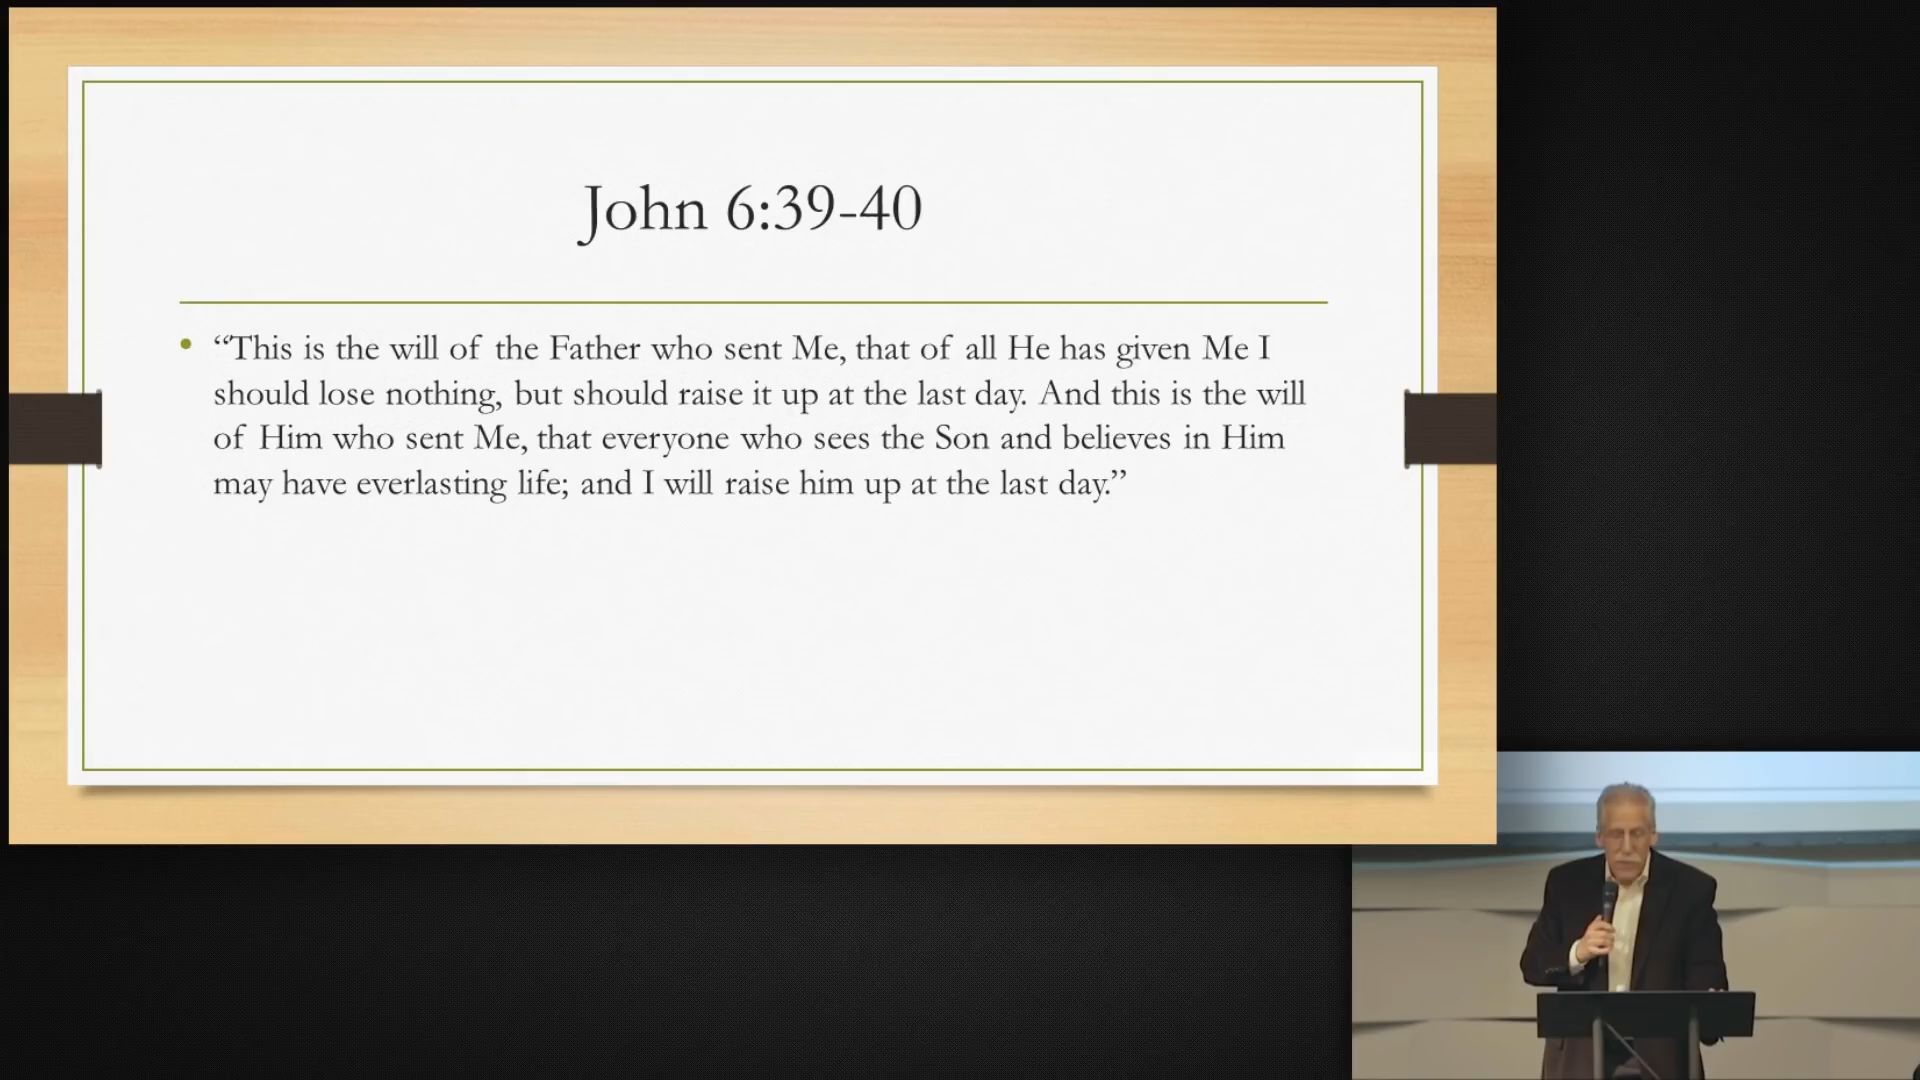 John 6:39-40
• “This is the will of the Father who sent Me, that of all He has given Me I
should lose nothing, but should raise it up at the last day. And this is the will
of Him who sent Me, that everyone who sees the Son and believes in Him
may have everlasting life; and I will raise him up at the last day.”